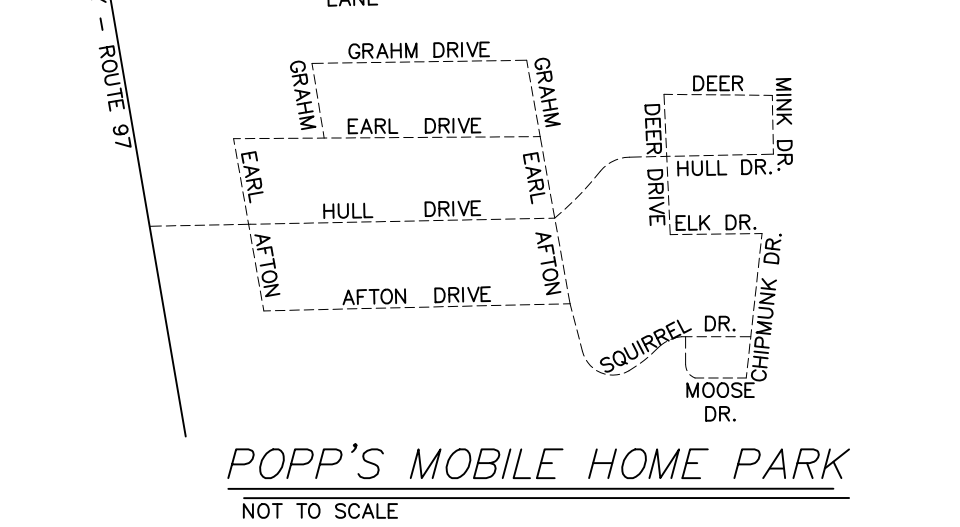 LANE
– ROUTE 97
GRAHM DRIVE
GRAHM
GRAHM
EARL DRIVE
EARL
EARL
HULL DRIVE
AFTON
AFTON
AFTON DRIVE
DEER
MINK DR.
DEER DRIVE
HULL DR.
ELK DR.
CHIPMUNK DR.
SQUIRREL DR.
MOOSE
DR.
POPP'S MOBILE HOME PARK
NOT TO SCALE